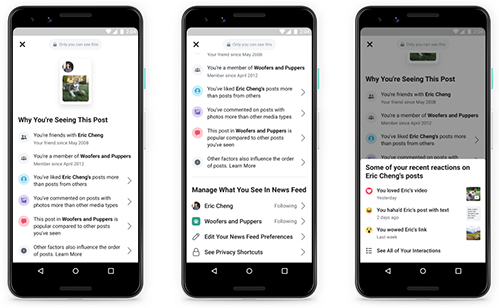 Only you can see this
Why You're Seeing This Post
You're friends with Eric Cheng
Your friend since May 2008
You're a member of Woofers and Puppers
Member since April 2012
You've liked Eric Cheng's posts more
than posts from others
You've commented on posts with
photos more than other media types
This post in Woofers and Puppers is
popular compared to other posts
you've seen
Other factors also influence the order
of posts. Learn More
Only you can see this
Your friend since May 2008
You're a member of Woofers and Puppers
Member since April 2012
You've liked Eric Cheng's posts more
than posts from others
You've commented on posts with
photos more than other media types
This post in Woofers and Puppers is
popular compared to other posts
you've seen
Other factors also influence the order
of posts. Learn More
Manage What You See In News Feed
Eric Cheng Following
Woofers and Puppers Following
Edit Your News Feed Preferences
See Privacy Shortcuts
Only you can see this
Why You're Seeing This Post
You're friends with Eric Cheng
Your friend since May 2008
You're a member of Woofers and Puppers
Member since April 2012
You've liked Eric Cheng's posts more
than posts from others
You've commented on posts with
photos more than other media types
Some of your recent reactions on
Eric Cheng's posts
You loved Eric's video
Yesterday
You haha'd Eric's post with text
2 days ago
You wowed Eric's link
Last week
See All of Your Interactions